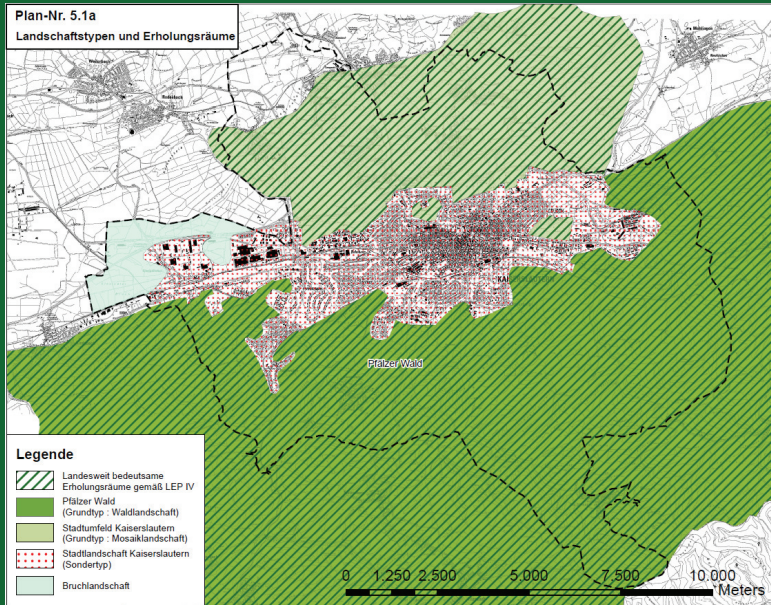 Plan-Nr. 5.1a
Landschaftstypen und Erholungsräume
Pfälzer Wald
Legende
Landesweit bedeutsame
Erholungsräume gemäß LEP IV
Pfälzer Wald
(Grundtyp : Waldlandschaft)
Stadtumfeld Kaiserslautern
(Grundtyp : Mosaiklandschaft)
Stadtlandschaft Kaiserslautern
(Sondertyp)
Bruchlandschaft
0 1.250 2.500 5.000 7.500 10.000
Meters